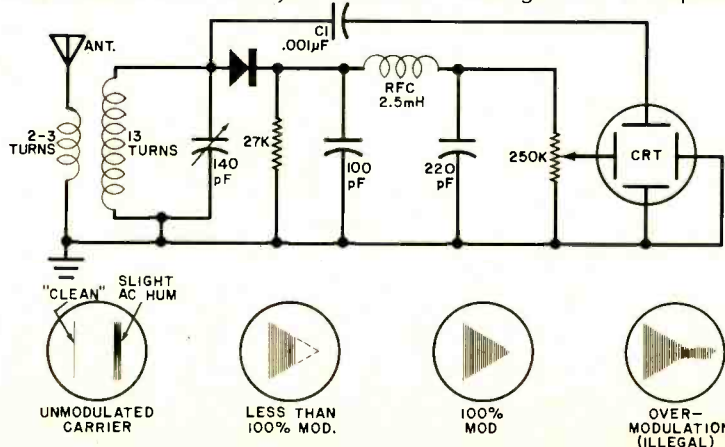 C1
.001µF
ANT.
RFC
2.5mH
2-3
TURNS
13
TURNS
140
pF
27K
100
pF
220
pF
250K
CRT
"CLEAN"
SLIGHT
AC HUM
UNMODULATED
CARRIER
LESS THAN
100% MOD.
100%
MOD
OVER-
MODULATION
(ILLEGAL)